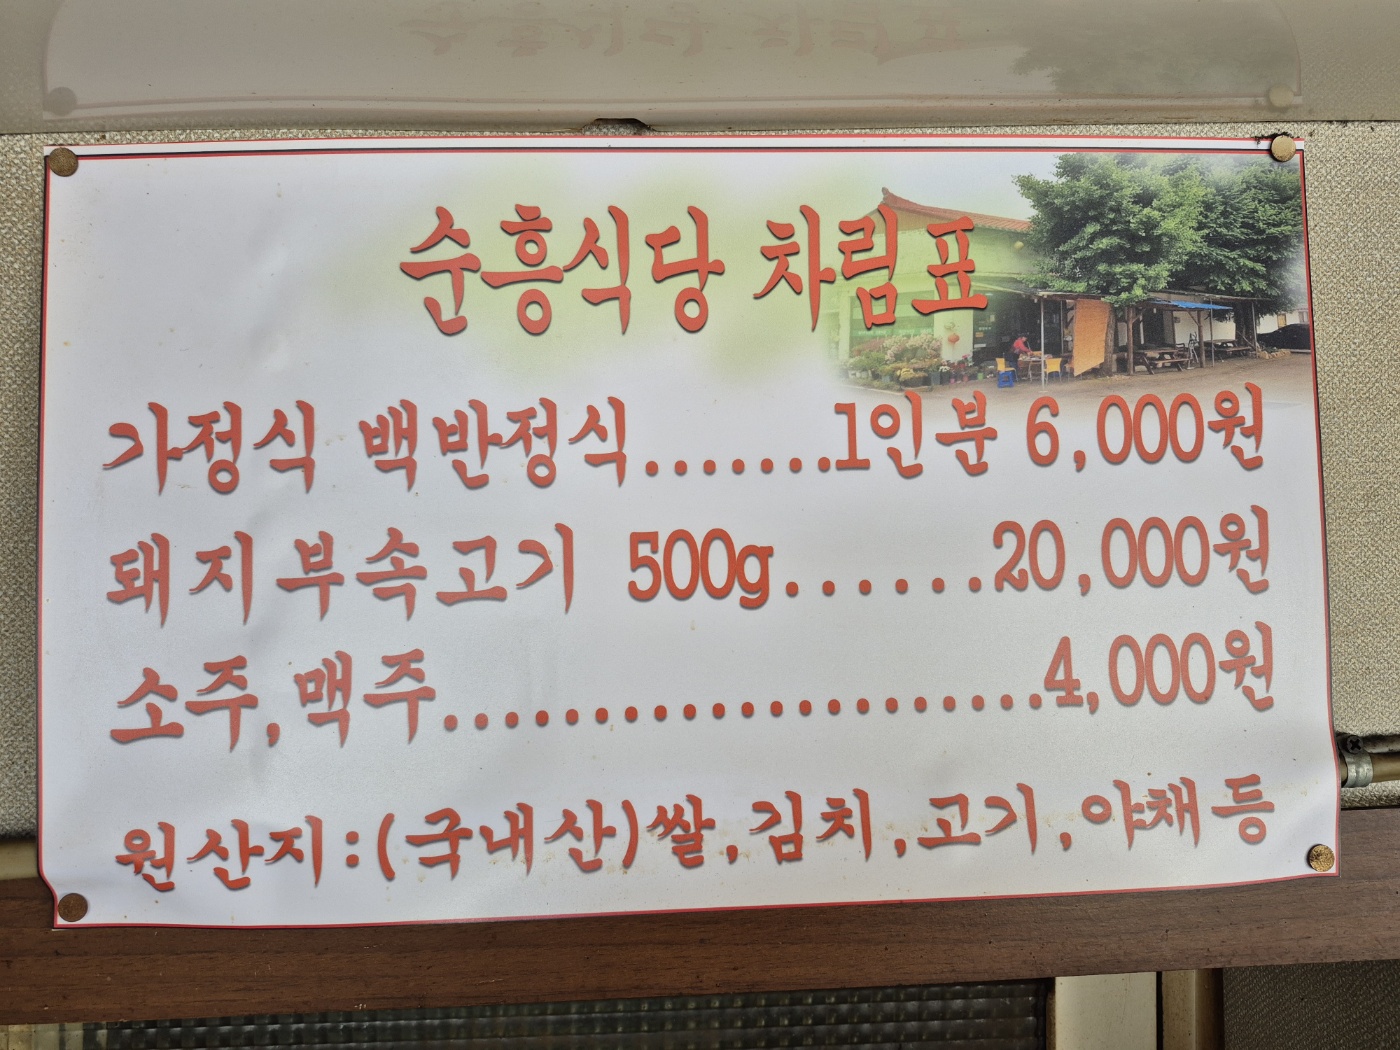 순흥식당 차림표
가정식 백반정식.......1인분 6,000원
돼지부속고기 500g.......20,000원
소주,맥주....................4,000원
원산지:(국내산)쌀,김치,고기,야채등